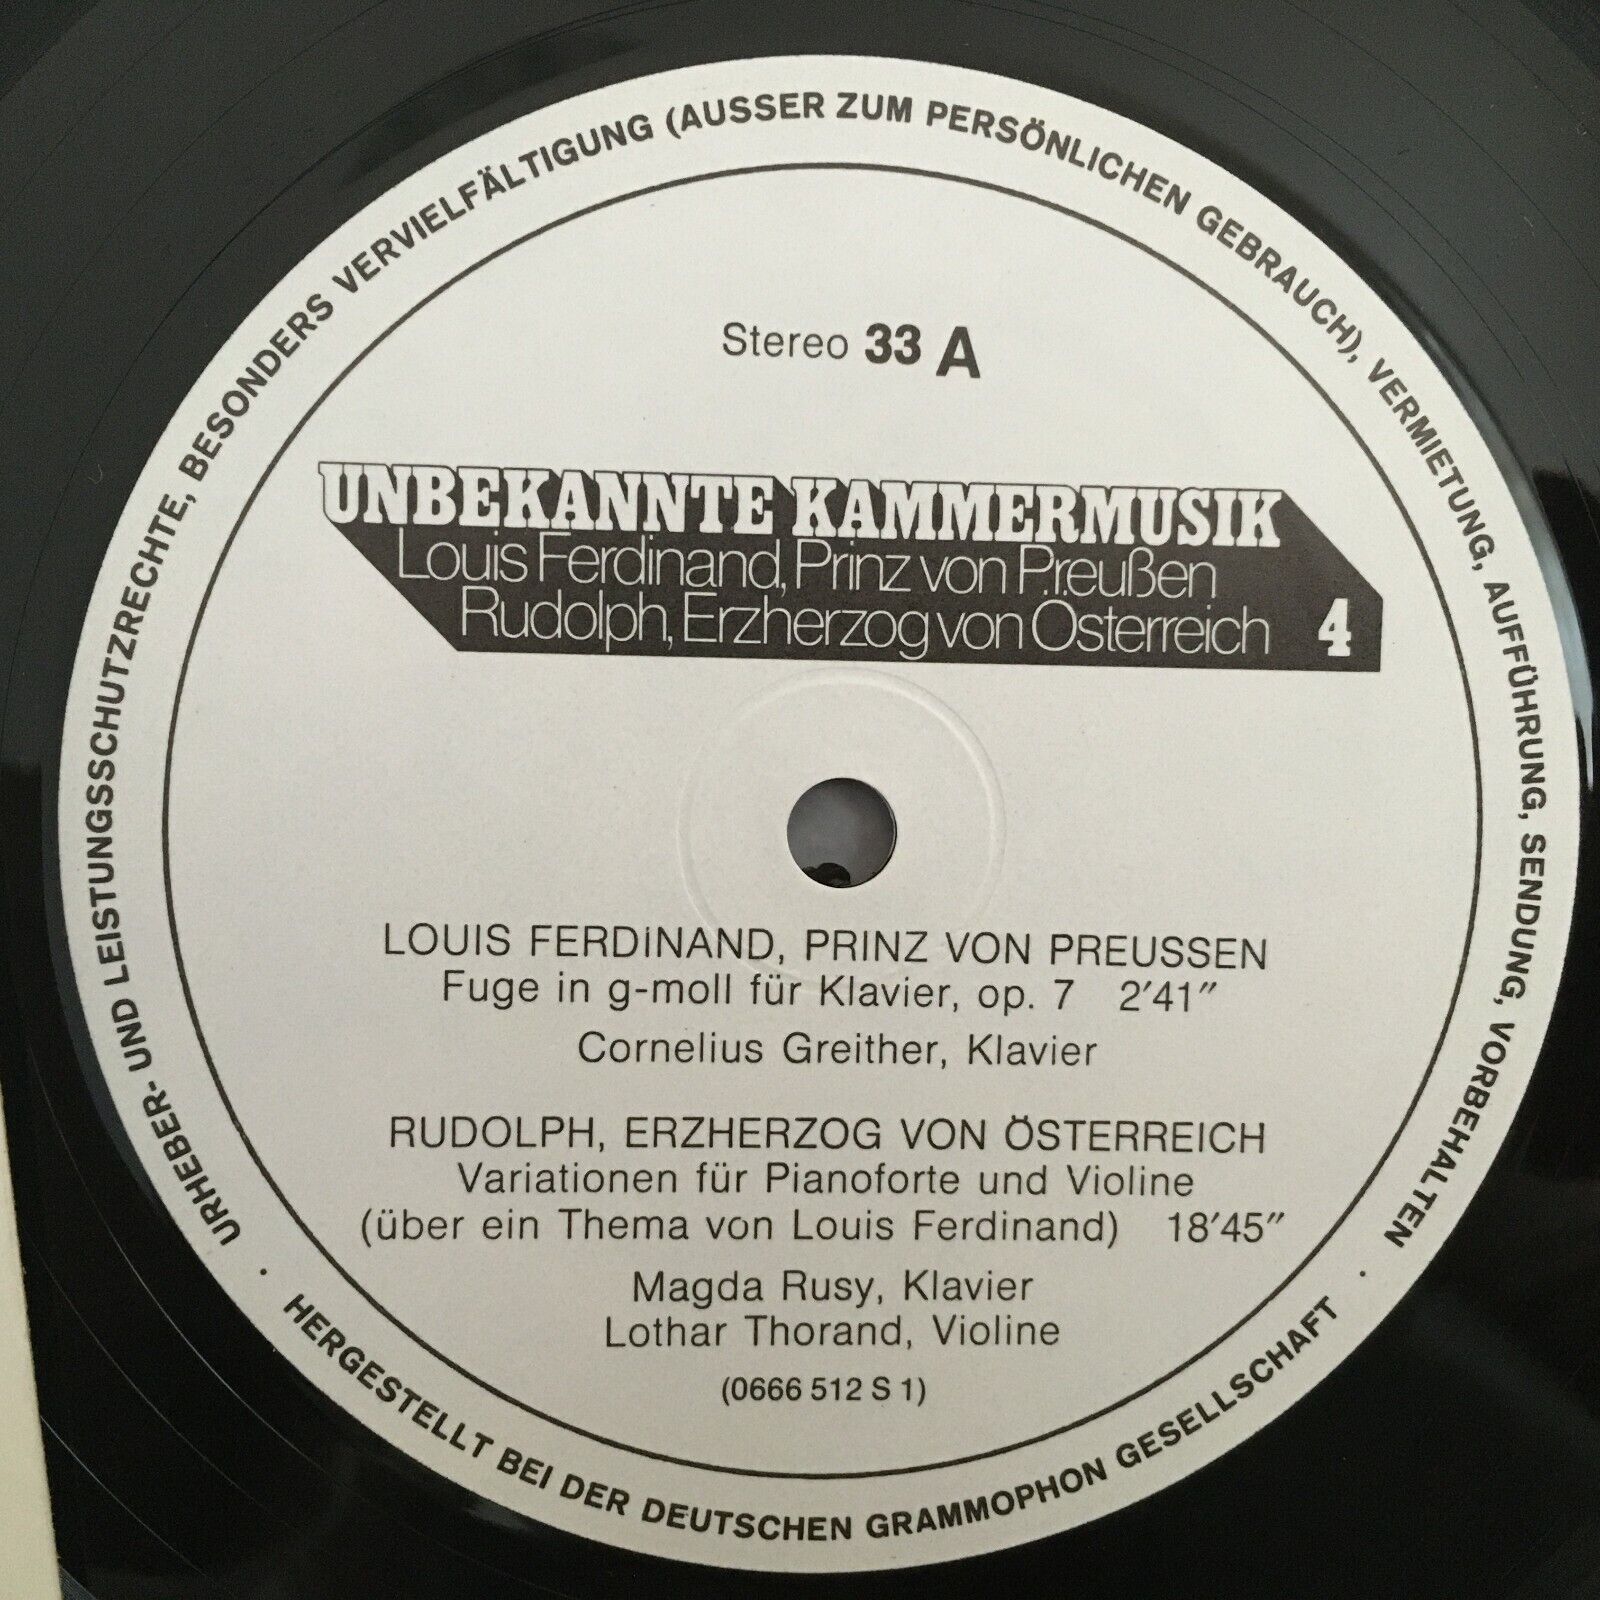 URHEBER- UND LEISTUNGSSCHUTZRECHTE, BESONDERS VERVIELFÄLTIGUNG (AUSSER ZUM PERSÖNLICHEN GEBRAUCH), VERMIETUNG, AUFFÜHRUNG, SENDUNG, VORBEHALTEN ·
Stereo 33 A
UNBEKANNTE KAMMERMUSIK
Louis Ferdinand, Prinz von Preußen
Rudolph, Erzherzog von Österreich 4
LOUIS FERDINAND, PRINZ VON PREUSSEN
Fuge in g-moll für Klavier, op. 7 2′41″
Cornelius Greither, Klavier
RUDOLPH, ERZHERZOG VON ÖSTERREICH
Variationen für Pianoforte und Violine
(über ein Thema von Louis Ferdinand) 18′45″
Magda Rusy, Klavier
Lothar Thorand, Violine
(0666 512 S 1)
· HERGESTELLT BEI DER DEUTSCHEN GRAMMOPHON GESELLSCHAFT